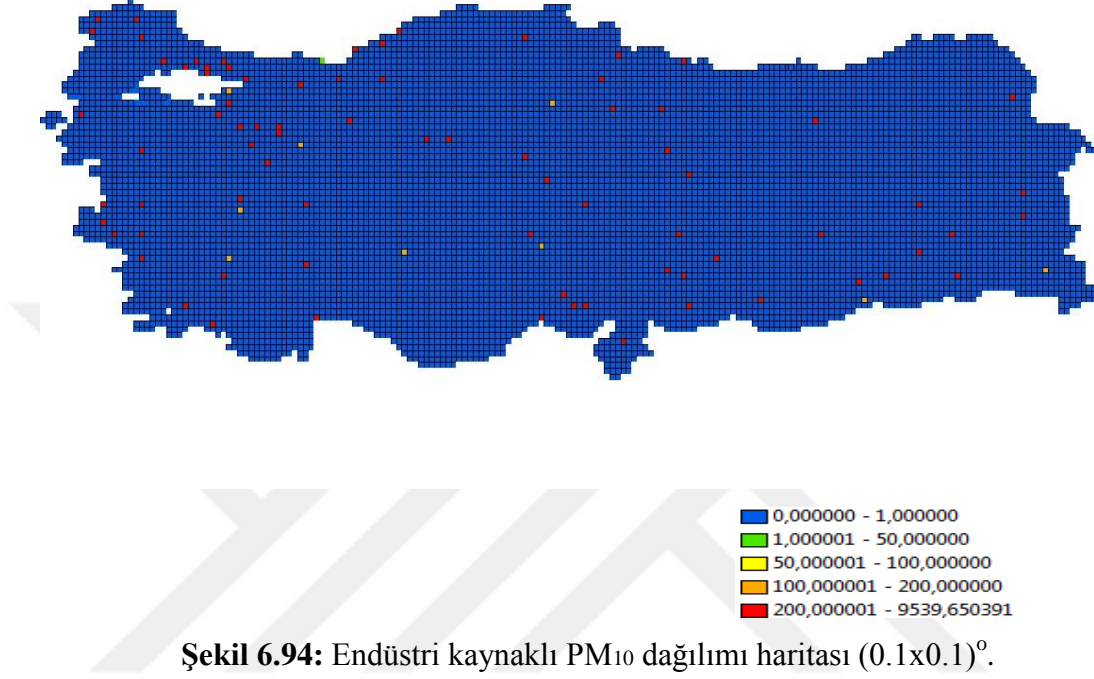 0,000000 - 1,000000
1,000001 - 50,000000
50,000001 - 100,000000
100,000001 - 200,000000
200,000001 - 9539,650391
Şekil 6.94: Endüstri kaynaklı PM₁₀ dağılımı haritası (0.1x0.1)°.